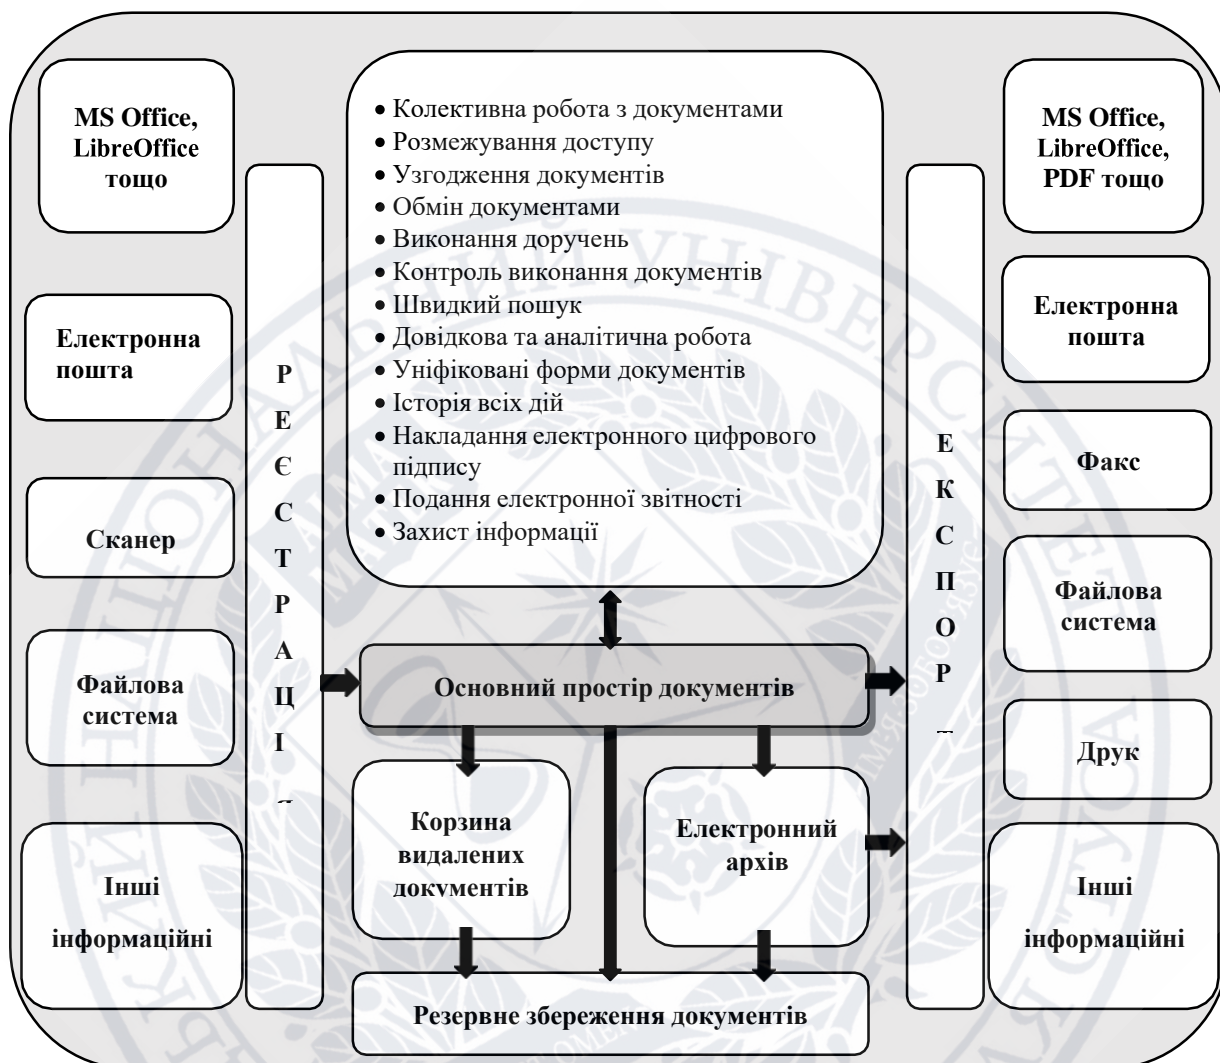 MS Office,
LibreOffice
тощо
Електронна
пошта
Сканер
Файлова
система
Інші
інформаційні
Р
Е
Є
С
Т
Р
А
Ц
І
Я
• Колективна робота з документами
• Розмежування доступу
• Узгодження документів
• Обмін документами
• Виконання доручень
• Контроль виконання документів
• Швидкий пошук
• Довідкова та аналітична робота
• Уніфіковані форми документів
• Історія всіх дій
• Накладання електронного цифрового
підпису
• Подання електронної звітності
• Захист інформації
Основний простір документів
Корзина
видалених
документів
Електронний
архів
Резервне збереження документів
Е
К
С
П
О
Р
Т
MS Office,
LibreOffice,
PDF тощо
Електронна
пошта
Факс
Файлова
система
Друк
Інші
інформаційні